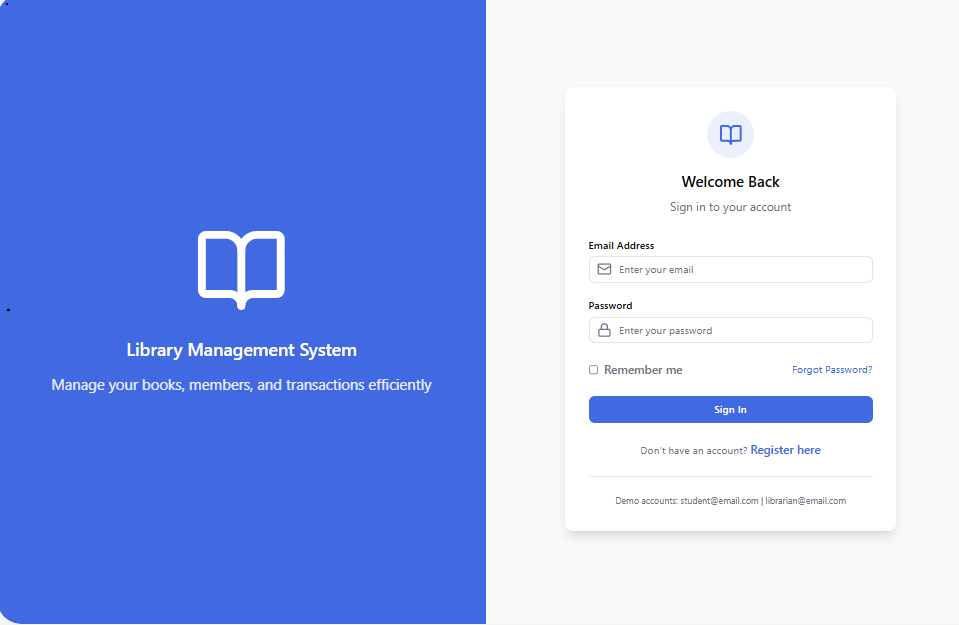 Library Management System
Manage your books, members, and transactions efficiently
Welcome Back
Sign in to your account
Email Address
Enter your email
Password
Enter your password
Remember me Forgot Password?
Sign In
Don't have an account? Register here
Demo accounts: student@email.com | librarian@email.com